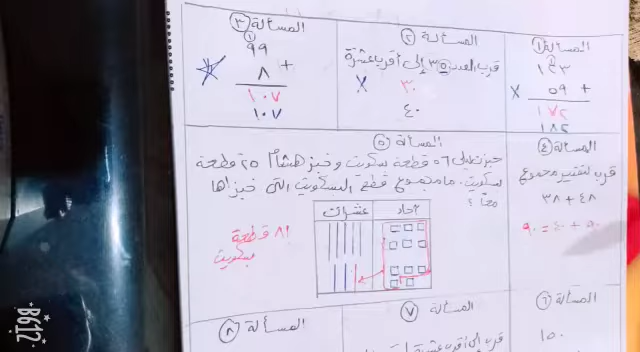 المسألة ①
١
١٢٣
٥٩ +
×
١٧٢
١٨٢
المسألة ②
قرب العدد ٣٥ إلى أقرب عشرة
×
٣٠
٤٠
المسألة ③
١
٩٩
٨ +
١٠٧
١٠٧
المسألة ④
قرب لتقدير مجموع
٤٨ + ٣٨
٥٠ + ٤٠ = ٩٠
المسألة ⑤
٥٦ قطعة بسكويت وخبز هشام ٢٥ قطعة
بسكويت. ما مجموع قطع البسكويت التي خبزاها
معًا؟
آحاد
عشرات
٨١ قطعة
بسكويت
المسألة ⑥
١٥٠
المسألة ⑦
المسألة ⑧
B612